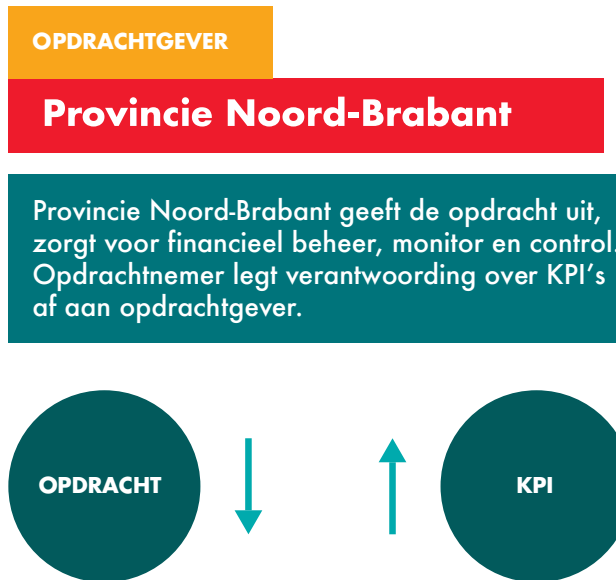 OPDRACHTGEVER
Provincie Noord-Brabant
Provincie Noord-Brabant geeft de opdracht uit,
zorgt voor financieel beheer, monitor en control.
Opdrachtnemer legt verantwoording over KPI's
af aan opdrachtgever.
OPDRACHT
KPI